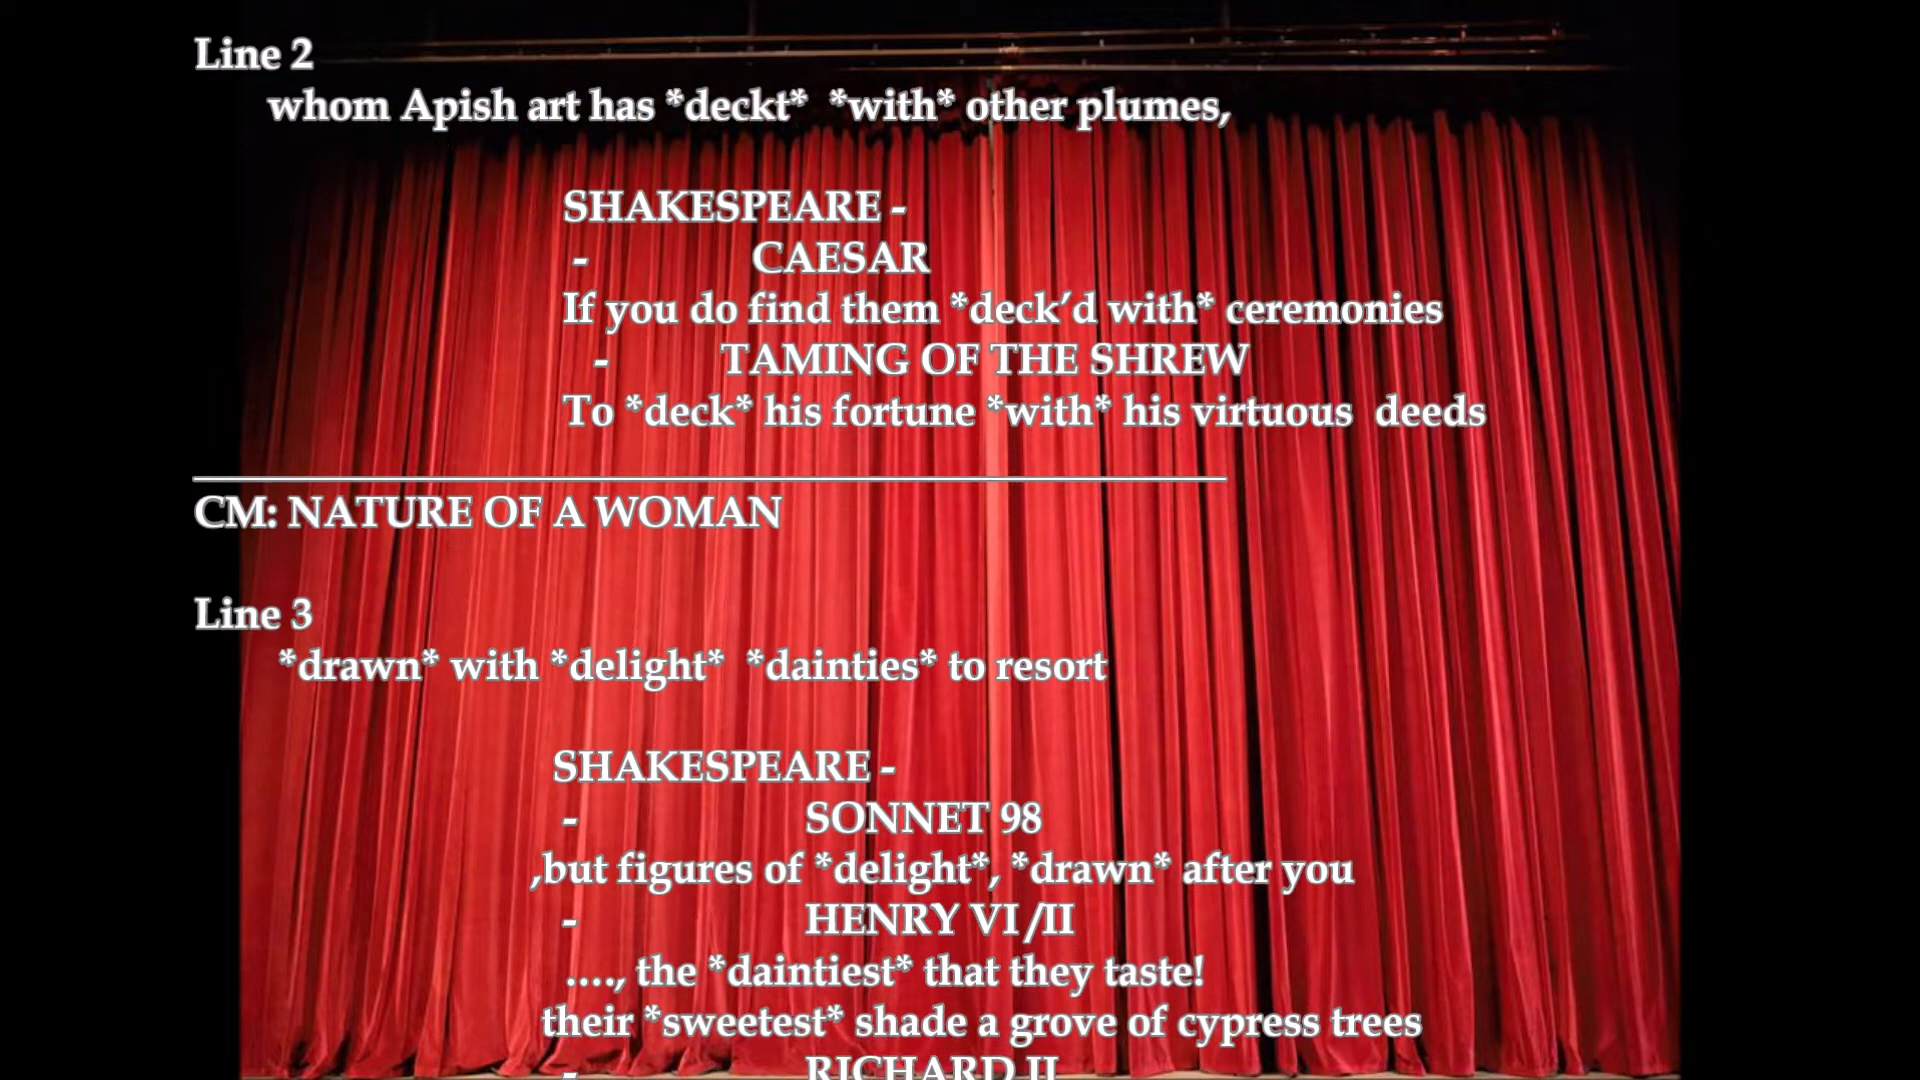 Line 2
whom Apish art has *deckt* *with* other plumes,
SHAKESPEARE -
- CAESAR
If you do find them *deck’d with* ceremonies
- TAMING OF THE SHREW
To *deck* his fortune *with* his virtuous deeds
CM: NATURE OF A WOMAN
Line 3
*drawn* with *delight* *dainties* to resort
SHAKESPEARE -
- SONNET 98
,but figures of *delight*, *drawn* after you
- HENRY VI/II
...., the *daintiest* that they taste!
their *sweetest* shade a grove of cypress trees
- RICHARD II